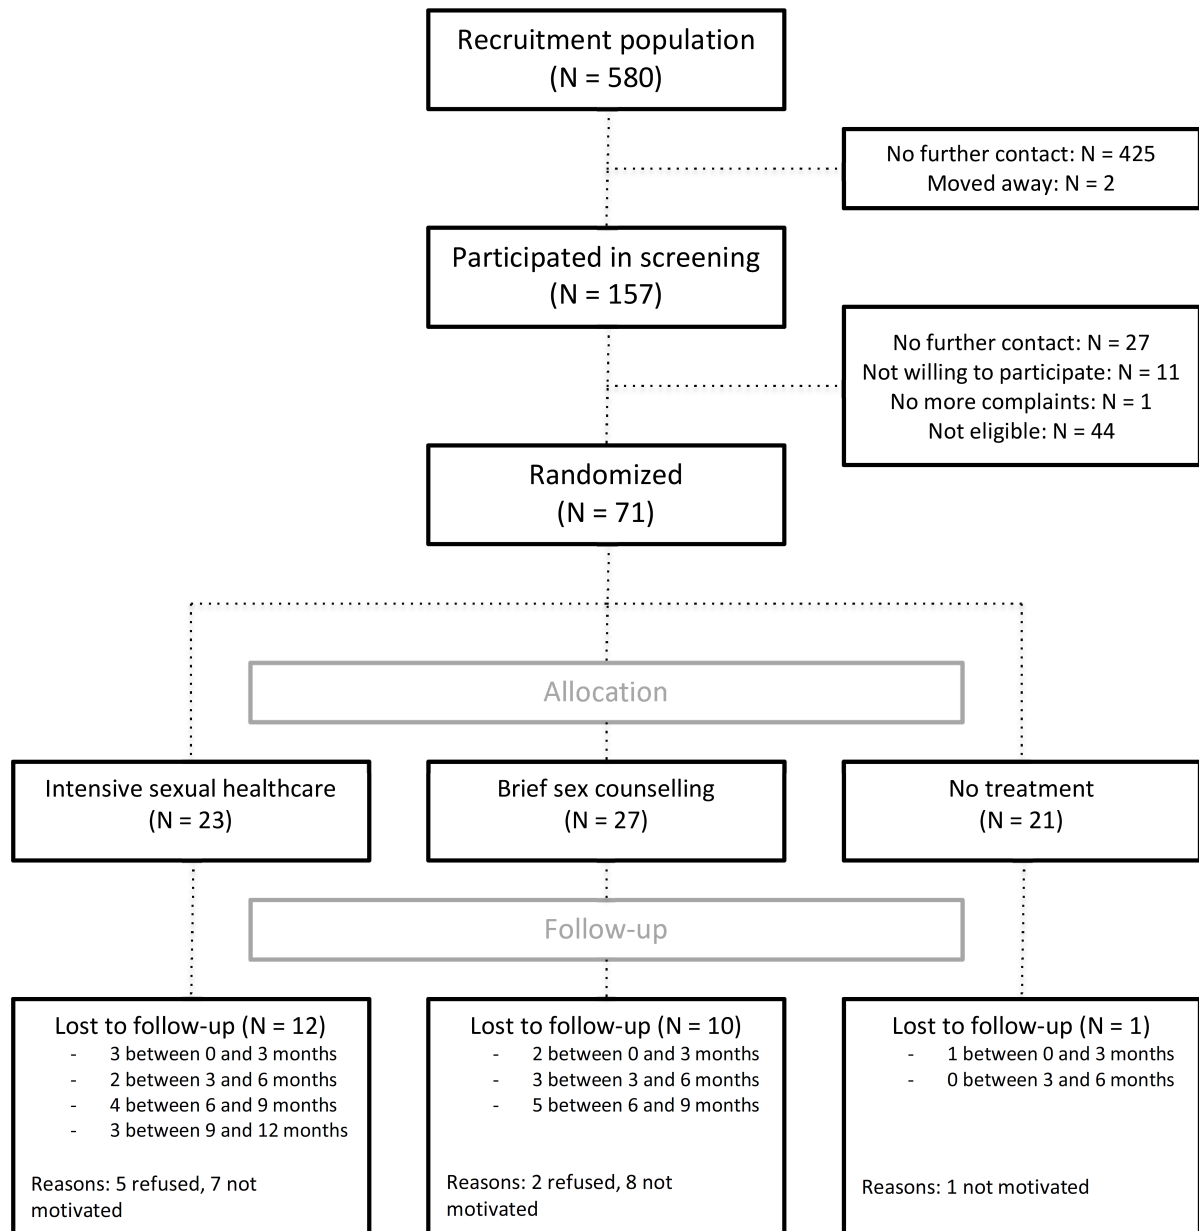 Recruitment population
(N = 580)
No further contact: N = 425
Moved away: N = 2
Participated in screening
(N = 157)
No further contact: N = 27
Not willing to participate: N = 11
No more complaints: N = 1
Not eligible: N = 44
Randomized
(N = 71)
Allocation
Intensive sexual healthcare
(N = 23)
Brief sex counselling
(N = 27)
No treatment
(N = 21)
Follow-up
Lost to follow-up (N = 12)
- 3 between 0 and 3 months
- 2 between 3 and 6 months
- 4 between 6 and 9 months
- 3 between 9 and 12 months
Reasons: 5 refused, 7 not
motivated
Lost to follow-up (N = 10)
- 2 between 0 and 3 months
- 3 between 3 and 6 months
- 5 between 6 and 9 months
Reasons: 2 refused, 8 not
motivated
Lost to follow-up (N = 1)
- 1 between 0 and 3 months
- 0 between 3 and 6 months
Reasons: 1 not motivated